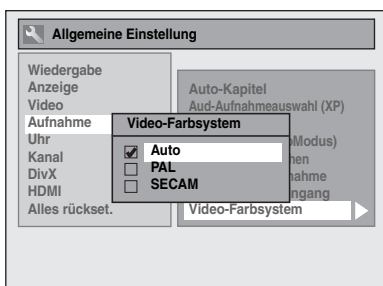 Allgemeine Einstellung
Wiedergabe
Anzeige
Video
Aufnahme
Uhr
Kanal
DivX
HDMI
Alles rückset.
Auto-Kapitel
Aud-Aufnahmeauswahl (XP)
Video-Farbsystem
Auto
PAL
SECAM
Video-Farbsystem